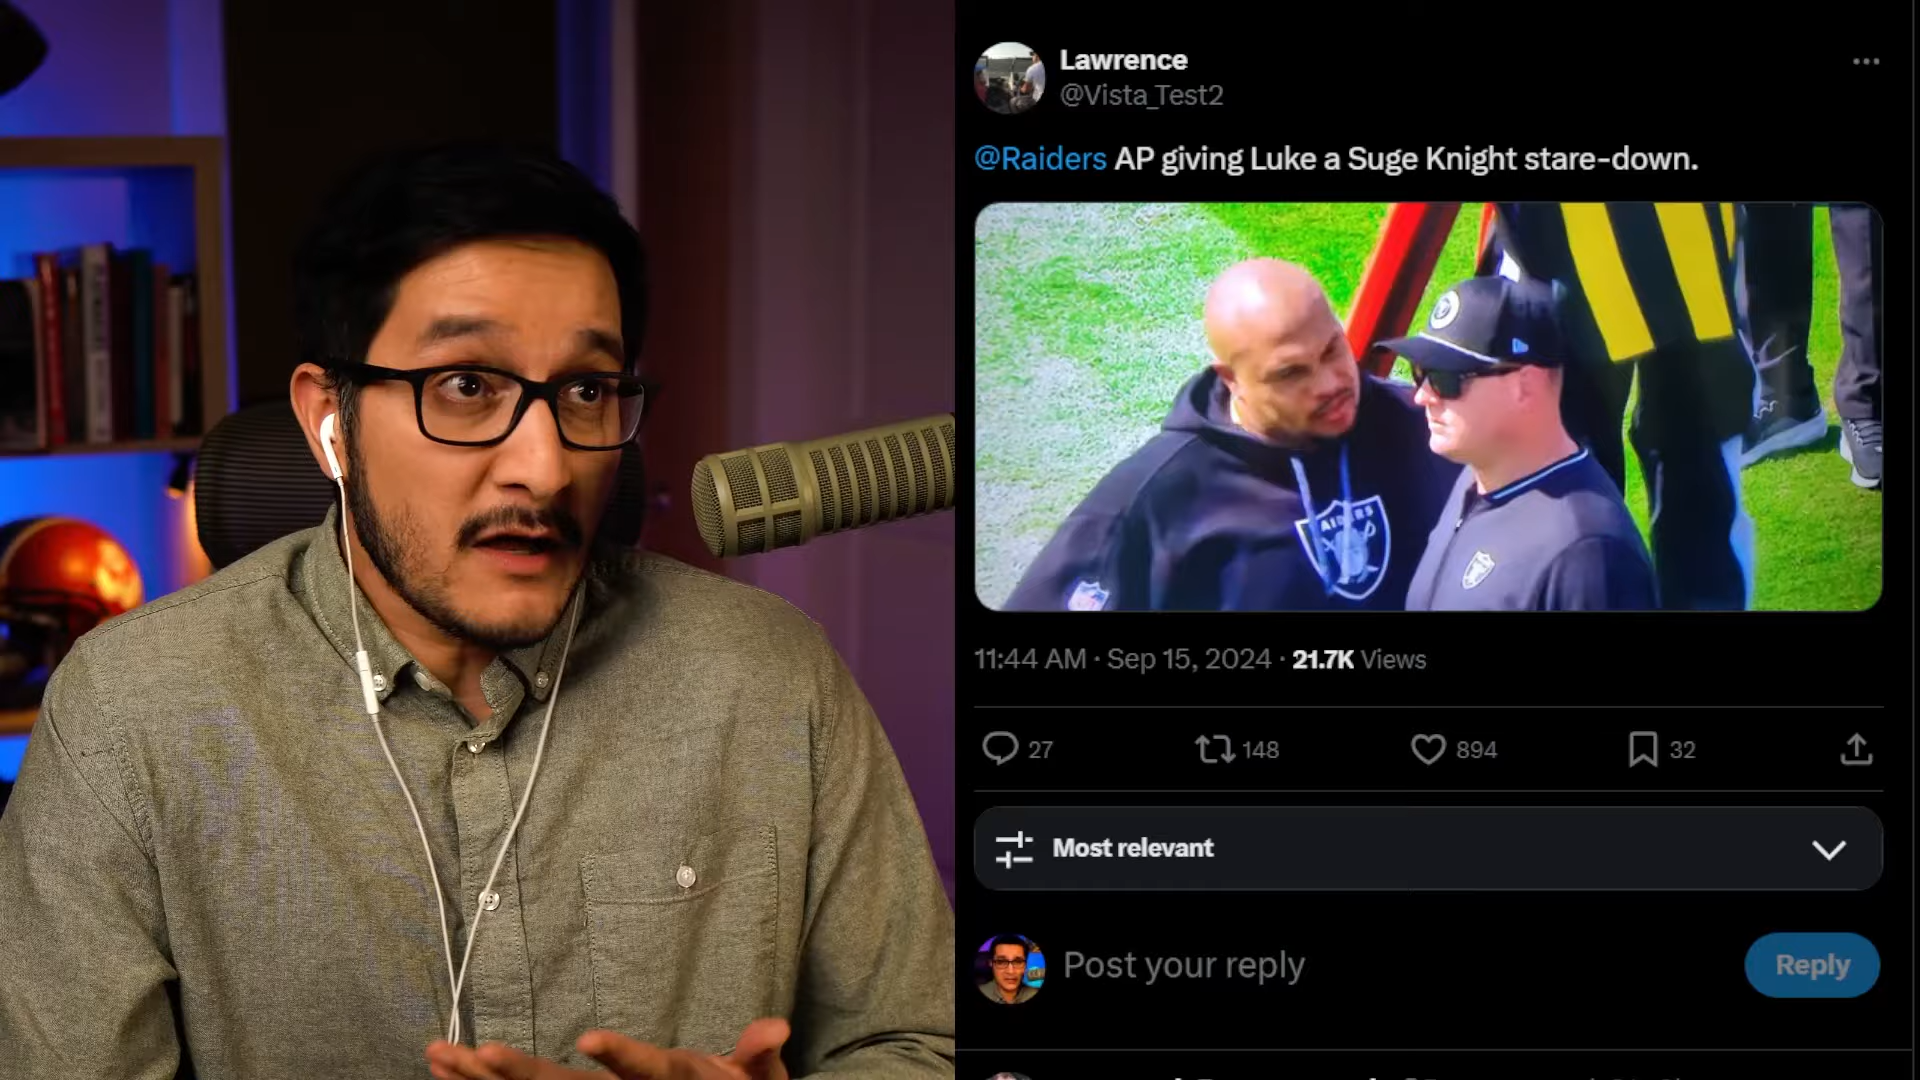 Lawrence
@Vista_Test2
@Raiders AP giving Luke a Suge Knight stare-down.
RAIDERS
11:44 AM · Sep 15, 2024 · 21.7K Views
27 148 894 32
Most relevant
Post your reply
Reply